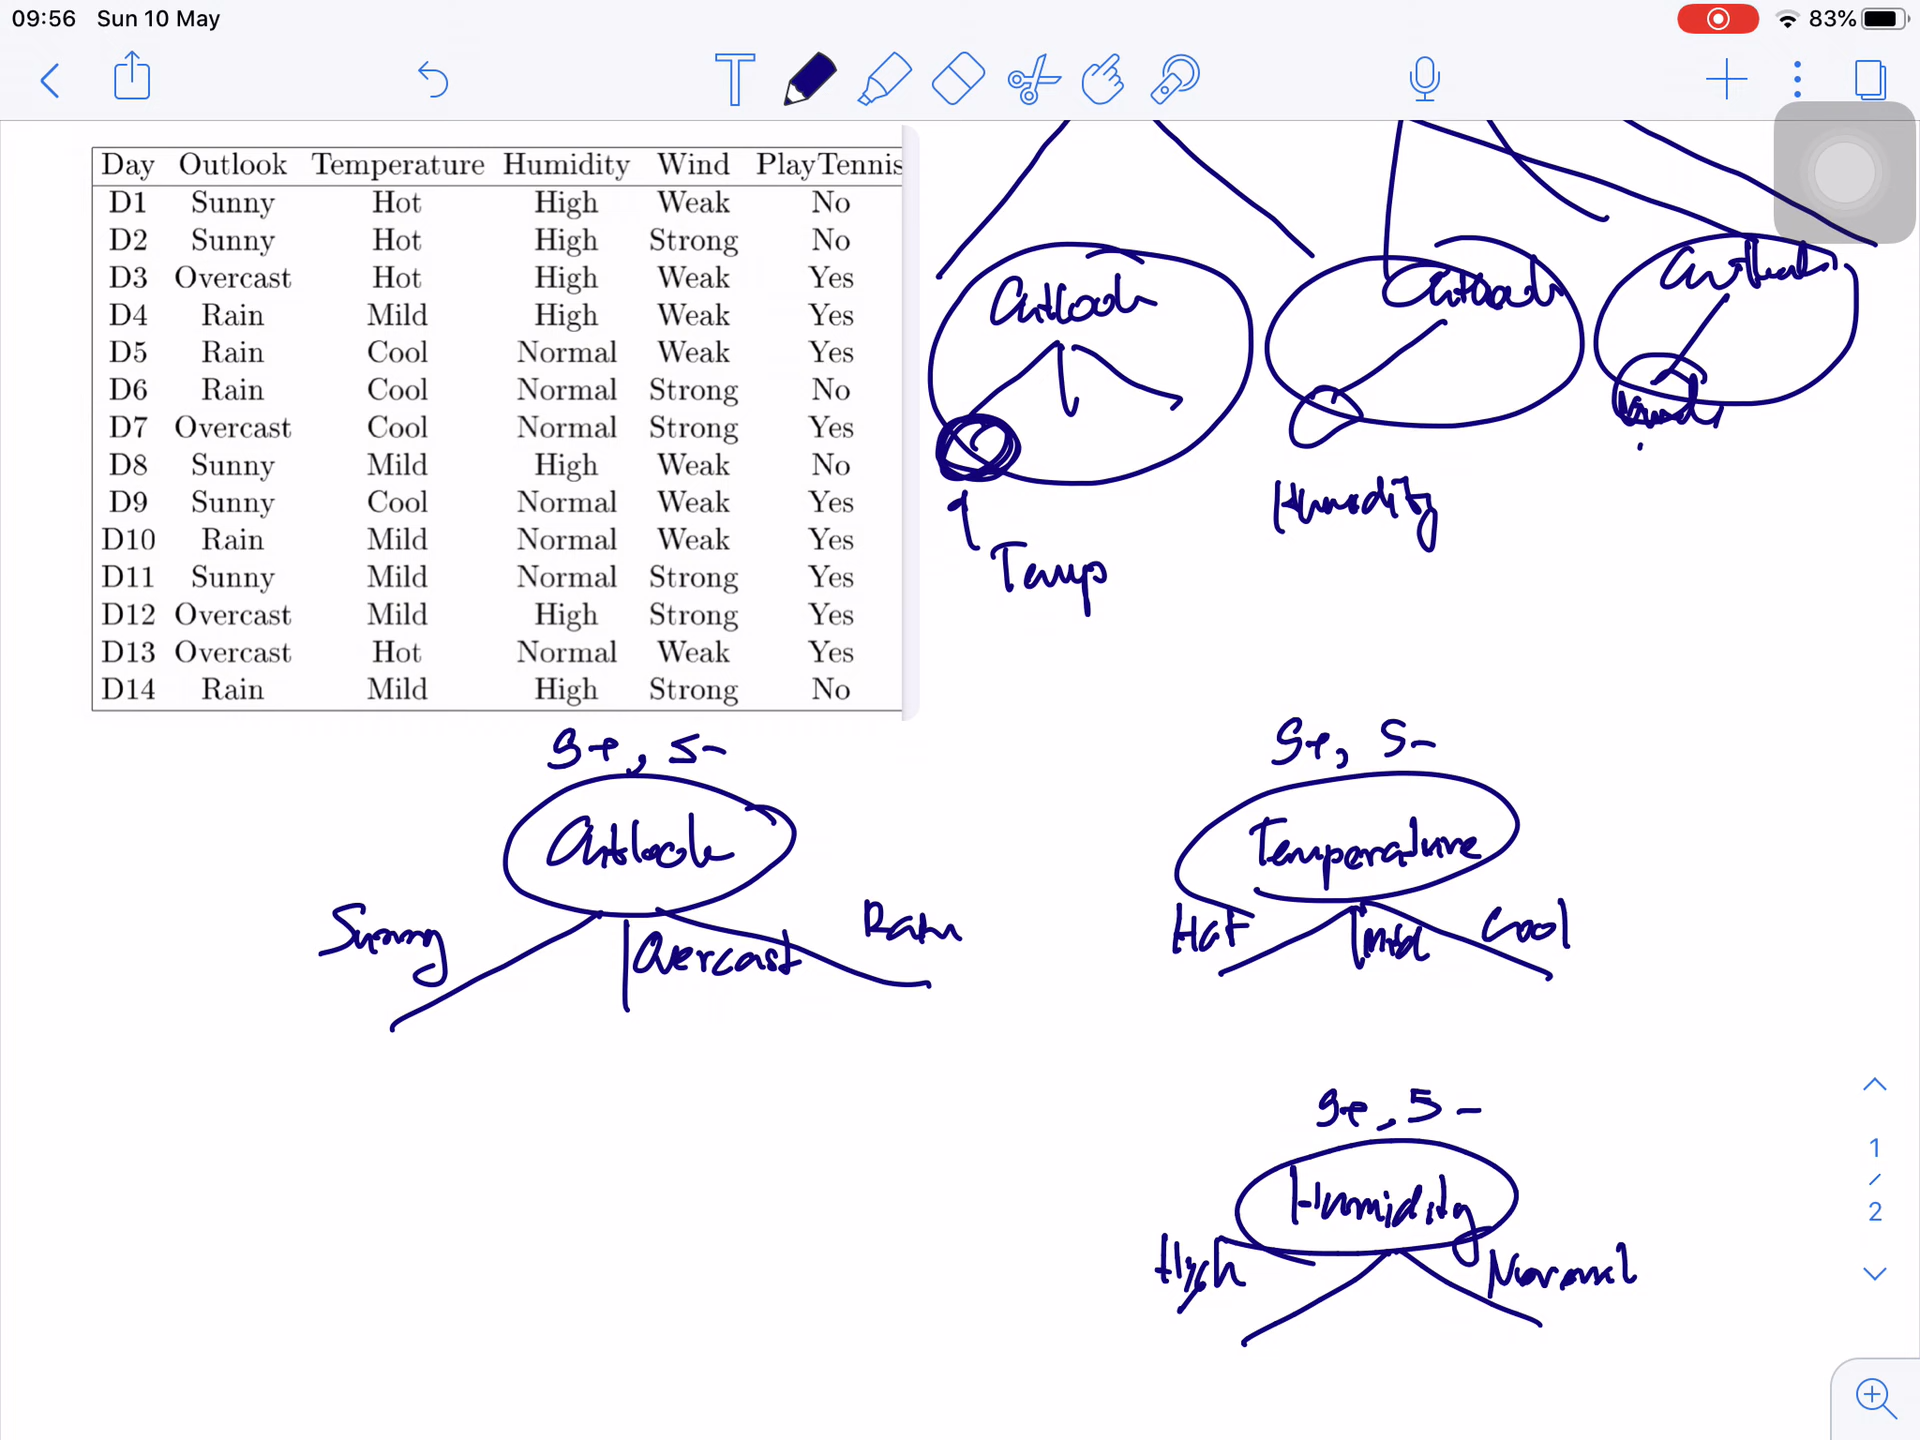 09:56 Sun 10 May 83%
Day Outlook Temperature Humidity Wind PlayTennis
D1 Sunny Hot High Weak No
D2 Sunny Hot High Strong No
D3 Overcast Hot High Weak Yes
D4 Rain Mild High Weak Yes
D5 Rain Cool Normal Weak Yes
D6 Rain Cool Normal Strong No
D7 Overcast Cool Normal Strong Yes
D8 Sunny Mild High Weak No
D9 Sunny Cool Normal Weak Yes
D10 Rain Mild Normal Weak Yes
D11 Sunny Mild Normal Strong Yes
D12 Overcast Mild High Strong Yes
D13 Overcast Hot Normal Weak Yes
D14 Rain Mild High Strong No
Outlook Outlook Outlook
Humidity
Temp
9+, 5-
Outlook
Sunny Overcast Rain
9+, 5-
Temperature
Hot Mild Cool
9+, 5-
Humidity
High Normal
1
/
2